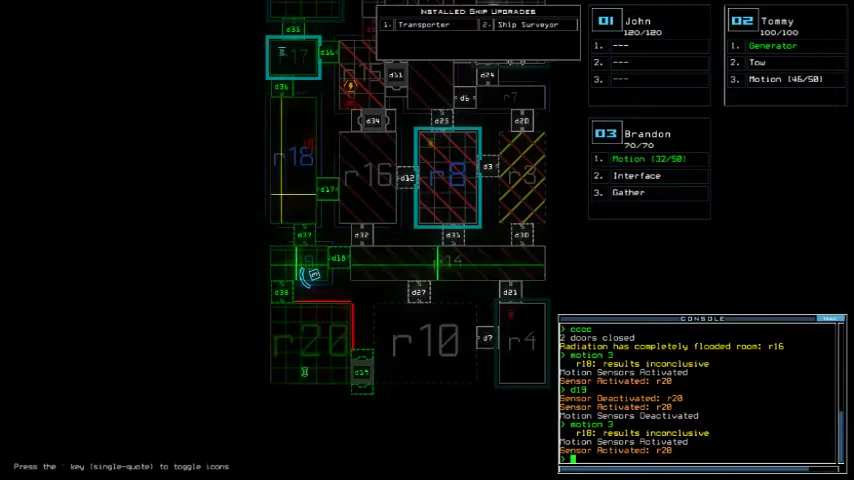 INSTALLED SHIP UPGRADES
1. Transporter 2. Ship Surveyor
01 John
120/120
1. ---
2. ---
3. ---
02 Tommy
100/100
1. Generator
2. Tow
3. Motion (46/50)
03 Brandon
70/70
1. Motion (32/50)
2. Interface
3. Gather
d35
r17
d16
d11
d24
d36
d6
r7
d34
d25
d20
r18
r16
r8
d3
r3
d12
d17
d37
d32
d31
d30
d18
r14
d38
d27
d21
r20
r10
d7
r4
d19
CONSOLE
> cccc
2 doors closed
Radiation has completely flooded room: r16
> motion 3
r18: results inconclusive
Motion Sensors Activated
Sensor Activated: r20
> d19
Sensor Deactivated: r20
Sensor Activated: r20
Motion Sensors Deactivated
> motion 3
r18: results inconclusive
Motion Sensors Activated
Sensor Activated: r20
>
Press the ' key (single-quote) to toggle icons